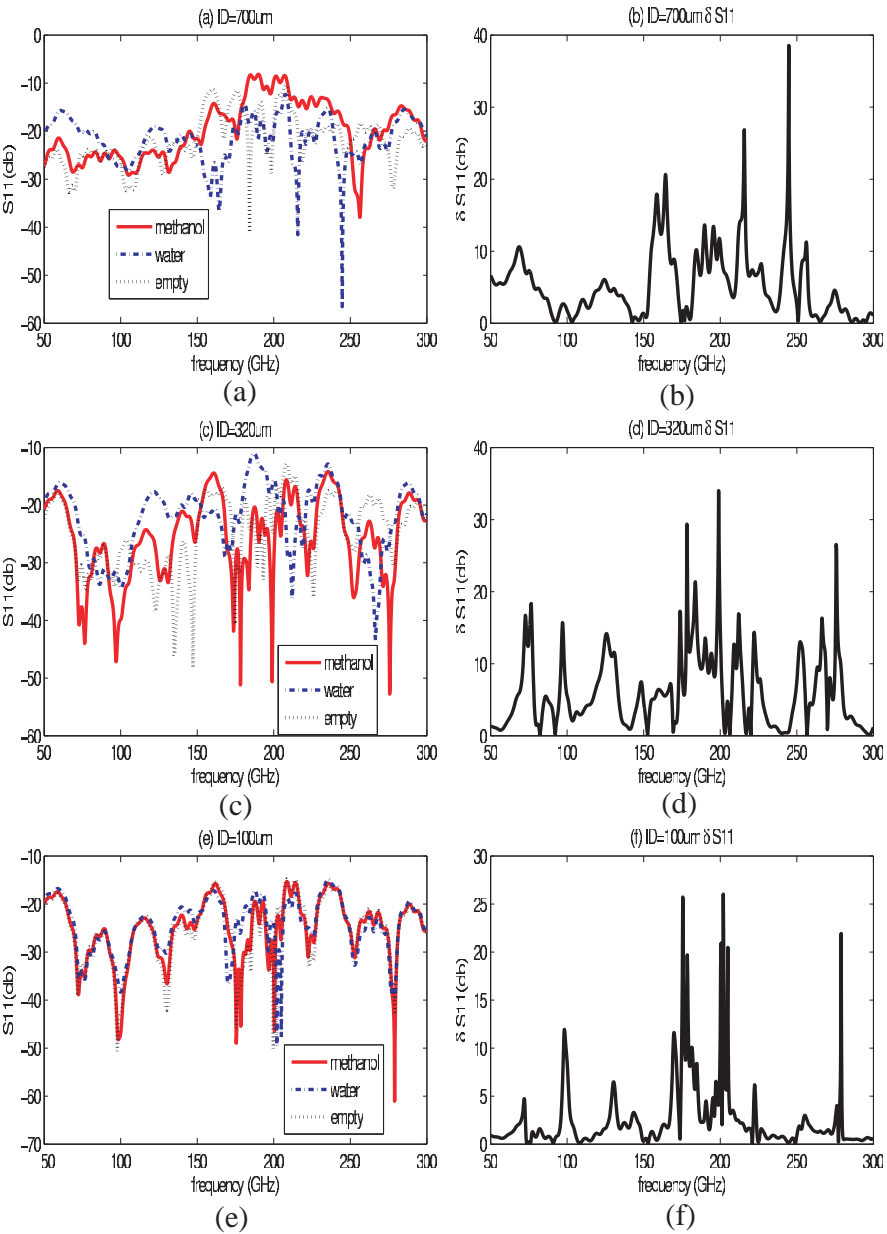 (a) ID=700um
S11(db)
0
−10
−20
−30
−40
−50
−60
methanol
water
empty
50 100 150 200 250 300
frequency (GHz)
(a)
(b) ID=700um δ S11
δ S11(db)
40
30
20
10
0
50 100 150 200 250 300
frequency (GHz)
(b)
(c) ID=320um
S11(db)
−10
−20
−30
−40
−50
−60
methanol
water
empty
50 100 150 200 250 300
frequency (GHz)
(c)
(d) ID=320um δ S11
δ S11(db)
40
30
20
10
0
50 100 150 200 250 300
frequency (GHz)
(d)
(e) ID=100um
S11(db)
−10
−20
−30
−40
−50
−60
−70
methanol
water
empty
50 100 150 200 250 300
frequency (GHz)
(e)
(f) ID=100um δ S11
δ S11(db)
30
25
20
15
10
5
0
50 100 150 200 250 300
frequency (GHz)
(f)